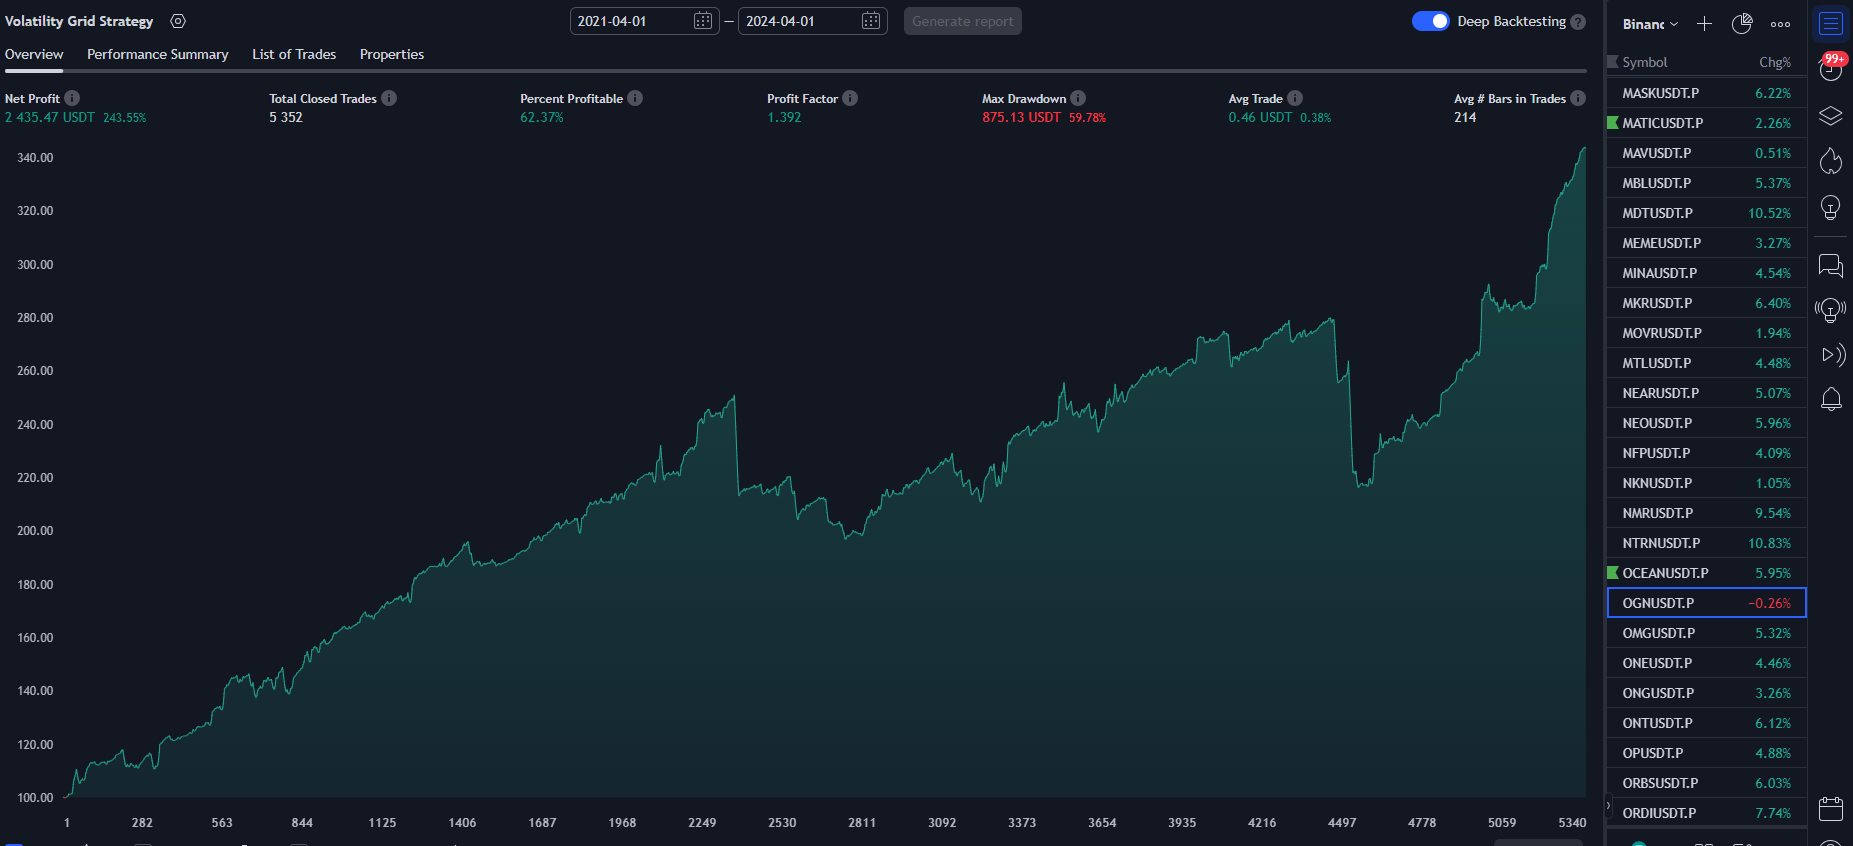 Volatility Grid Strategy
2021-04-01 — 2024-04-01 Generate report
Deep Backtesting ?
Overview Performance Summary List of Trades Properties
Net Profit
2 435.47 USDT 243.55%
Total Closed Trades
5 352
Percent Profitable
62.37%
Profit Factor
1.392
Max Drawdown
875.13 USDT 59.78%
Avg Trade
0.46 USDT 0.38%
Avg # Bars in Trades
214
340.00
320.00
300.00
280.00
260.00
240.00
220.00
200.00
180.00
160.00
140.00
120.00
100.00
1 282 563 844 1125 1406 1687 1968 2249 2530 2811 3092 3373 3654 3935 4216 4497 4778 5059 5340
Symbol Chg%
MASKUSDT.P 6.22%
MATICUSDT.P 2.26%
MAVUSDT.P 0.51%
MBLUSDT.P 5.37%
MDTUSDT.P 10.52%
MEMEUSDT.P 3.27%
MINAUSDT.P 4.54%
MKRUSDT.P 6.40%
MOVRUSDT.P 1.94%
MTLUSDT.P 4.48%
NEARUSDT.P 5.07%
NEOUSDT.P 5.96%
NFPUSDT.P 4.09%
NKNUSDT.P 1.05%
NMRUSDT.P 9.54%
NTRNUSDT.P 10.83%
OCEANUSDT.P 5.95%
OGNUSDT.P −0.26%
OMGUSDT.P 5.32%
ONEUSDT.P 4.46%
ONGUSDT.P 3.26%
ONTUSDT.P 6.12%
OPUSDT.P 4.88%
ORBSUSDT.P 6.03%
ORDIUSDT.P 7.74%
99+